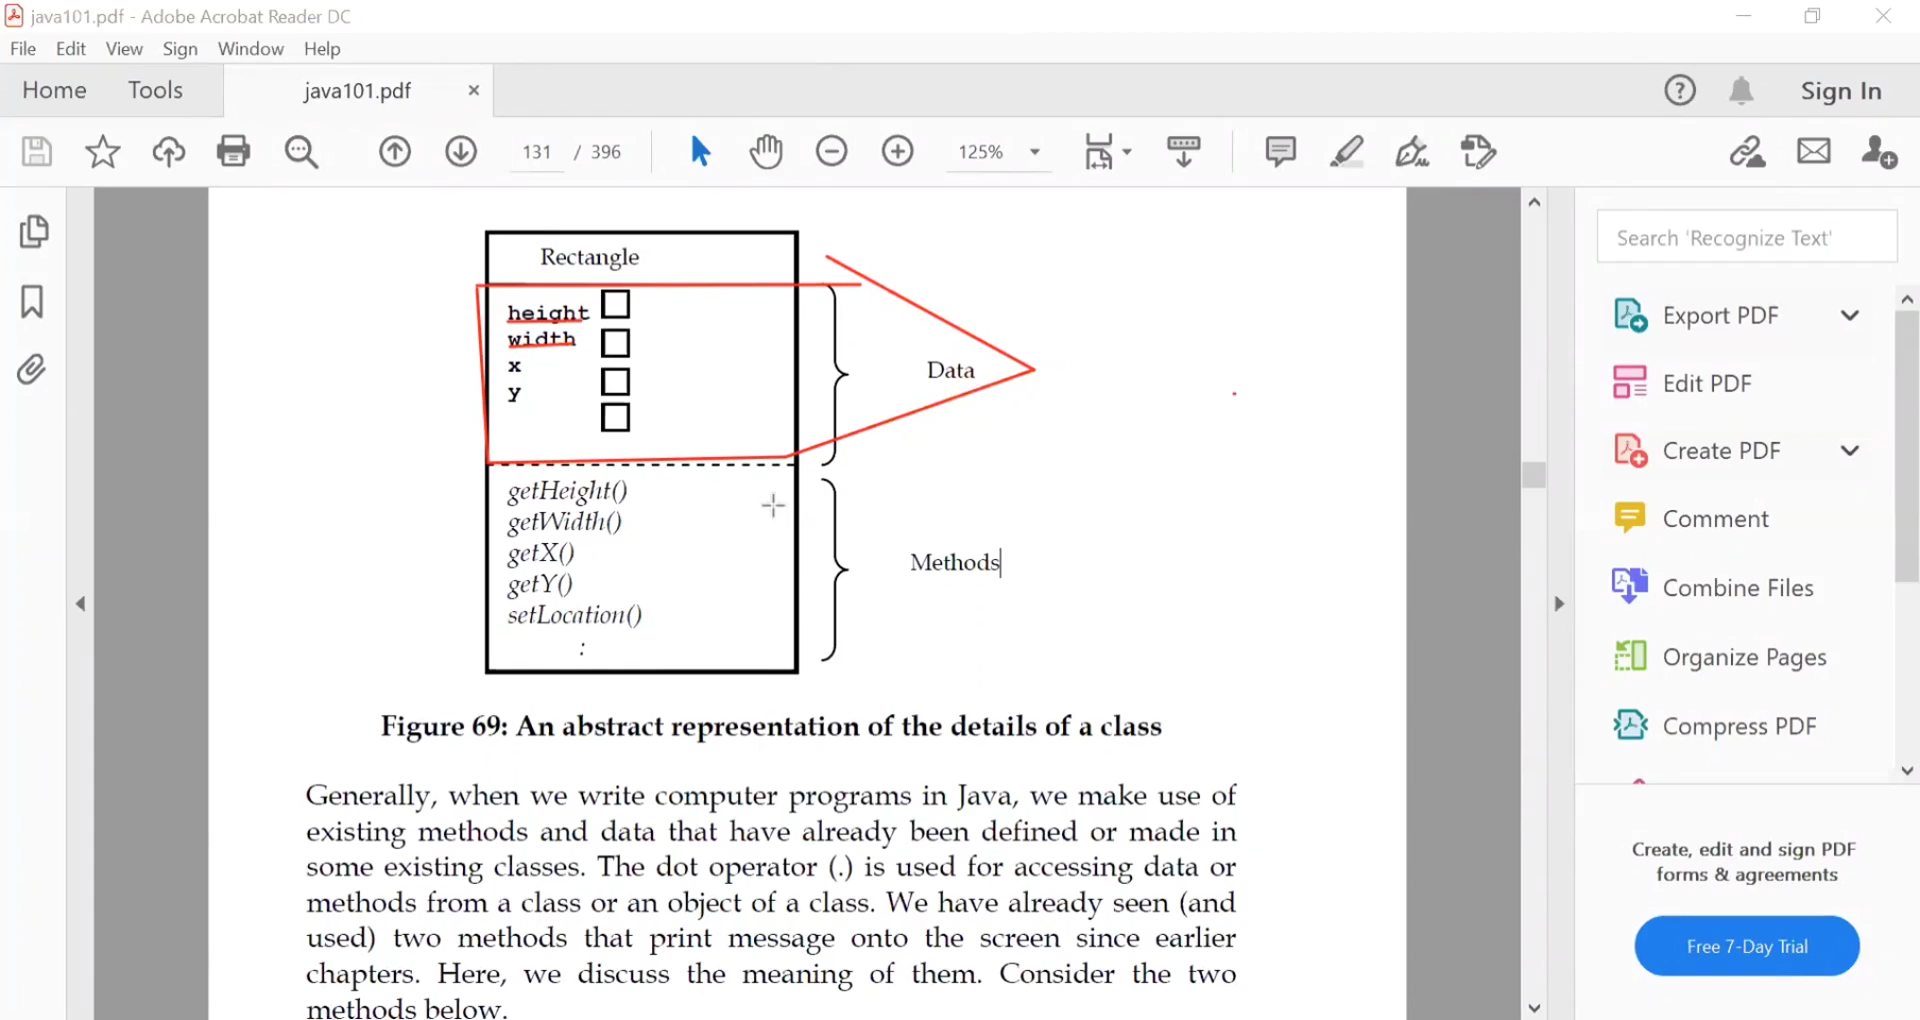 java101.pdf - Adobe Acrobat Reader DC
File Edit View Sign Window Help
Home Tools java101.pdf × Sign In
131 / 396 125%
Rectangle
height
width
x
y
Data
getHeight()
getWidth()
getX()
getY()
setLocation()
:
Methods
Figure 69: An abstract representation of the details of a class
Generally, when we write computer programs in Java, we make use of
existing methods and data that have already been defined or made in
some existing classes. The dot operator (.) is used for accessing data or
methods from a class or an object of a class. We have already seen (and
used) two methods that print message onto the screen since earlier
chapters. Here, we discuss the meaning of them. Consider the two
methods below.
Search 'Recognize Text'
Export PDF
Edit PDF
Create PDF
Comment
Combine Files
Organize Pages
Compress PDF
Create, edit and sign PDF
forms & agreements
Free 7-Day Trial